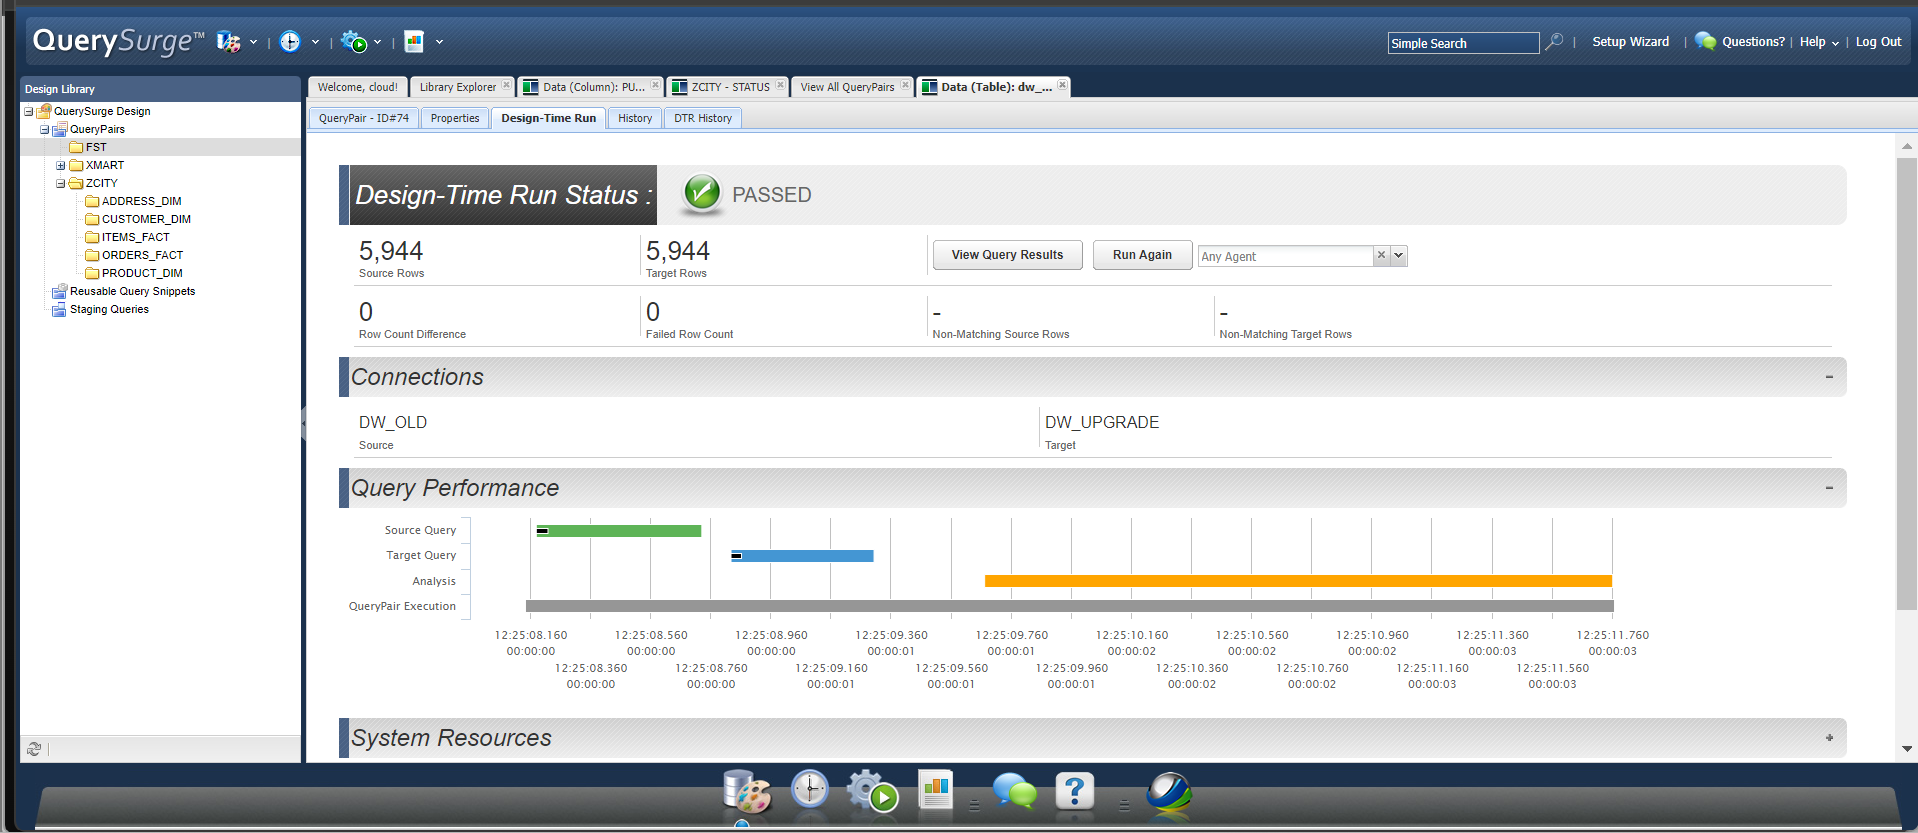 QuerySurge™
Simple Search
Setup Wizard
Questions?
Help
Log Out
Design Library
QuerySurge Design
QueryPairs
FST
XMART
ZCITY
ADDRESS_DIM
CUSTOMER_DIM
ITEMS_FACT
ORDERS_FACT
PRODUCT_DIM
Reusable Query Snippets
Staging Queries
Welcome, cloud!
Library Explorer
Data (Column): PU...
ZCITY - STATUS
View All QueryPairs
Data (Table): dw_...
QueryPair - ID#74
Properties
Design-Time Run
History
DTR History
Design-Time Run Status :
PASSED
5,944
Source Rows
5,944
Target Rows
View Query Results
Run Again
Any Agent
0
Row Count Difference
0
Failed Row Count
-
Non-Matching Source Rows
-
Non-Matching Target Rows
Connections
DW_OLD
Source
DW_UPGRADE
Target
Query Performance
Source Query
Target Query
Analysis
QueryPair Execution
12:25:08.160 12:25:08.560 12:25:08.960 12:25:09.360 12:25:09.760 12:25:10.160 12:25:10.560 12:25:10.960 12:25:11.360 12:25:11.760
00:00:00 00:00:00 00:00:00 00:00:01 00:00:01 00:00:02 00:00:02 00:00:02 00:00:03 00:00:03
12:25:08.360 12:25:08.760 12:25:09.160 12:25:09.560 12:25:09.960 12:25:10.360 12:25:10.760 12:25:11.160 12:25:11.560
00:00:00 00:00:00 00:00:01 00:00:01 00:00:01 00:00:02 00:00:02 00:00:03 00:00:03
System Resources